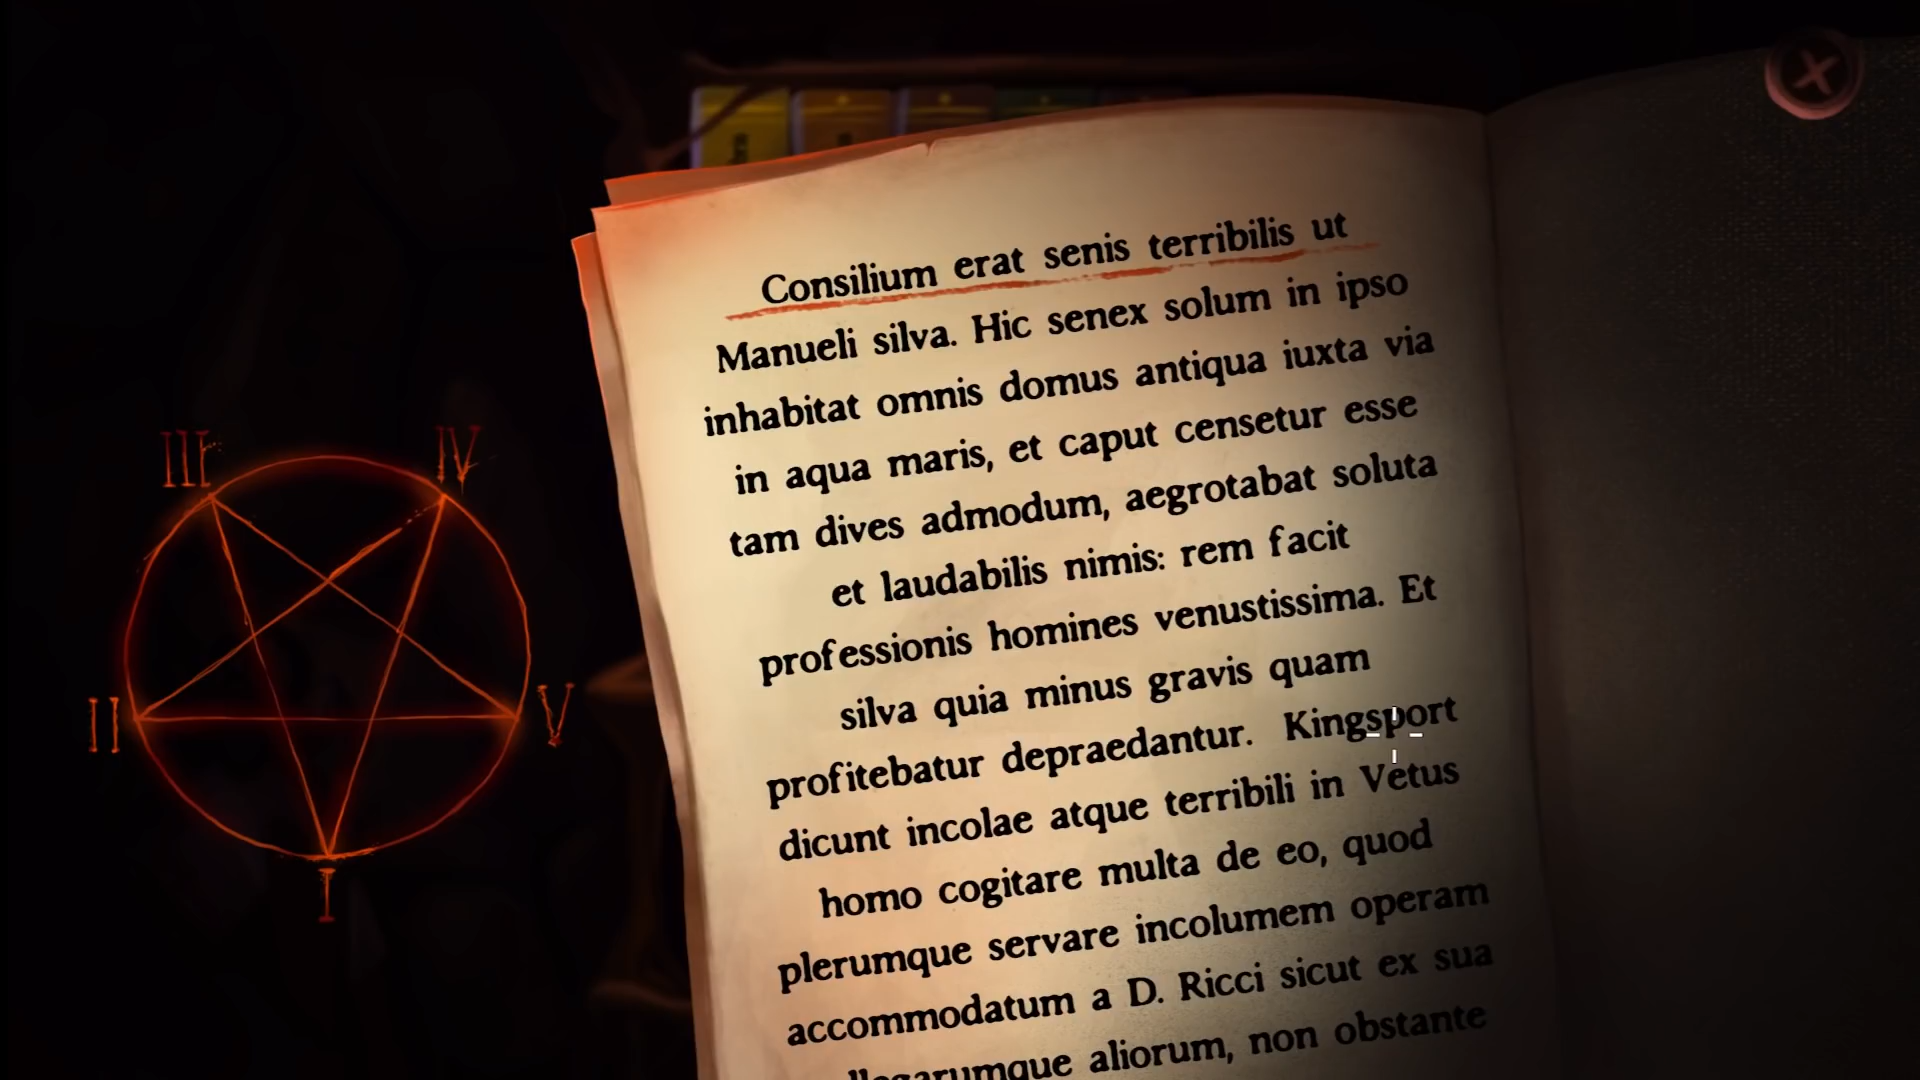 III IV
II V
I
Consilium erat senis terribilis ut
Manueli silva. Hic senex solum in ipso
inhabitat omnis domus antiqua iuxta via
in aqua maris, et caput censetur esse
tam dives admodum, aegrotabat soluta
et laudabilis nimis: rem facit
professionis homines venustissima. Et
silva quia minus gravis quam
profitebatur depraedantur. Kingsport
dicunt incolae atque terribili in Vetus
homo cogitare multa de eo, quod
plerumque servare incolumem operam
accommodatum a D. Ricci sicut ex sua
aliorum, non obstante